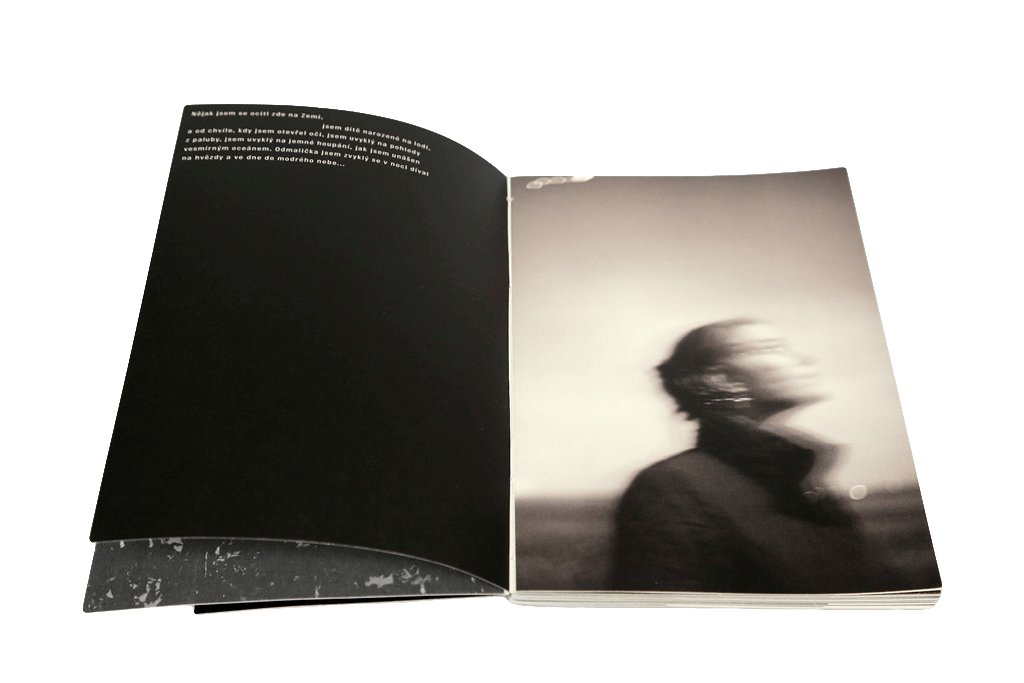 Nějak jsem se ocitl zde na Zemi,
jsem dítě narozené na lodi,
a od chvíle, kdy jsem otevřel oči, jsem uvyklý na pohledy
z paluby, jsem uvyklý na jemné houpání, jak jsem unášen
vesmírným oceánem. Odmalička jsem zvyklý se v noci dívat
na hvězdy a ve dne do modrého nebe...